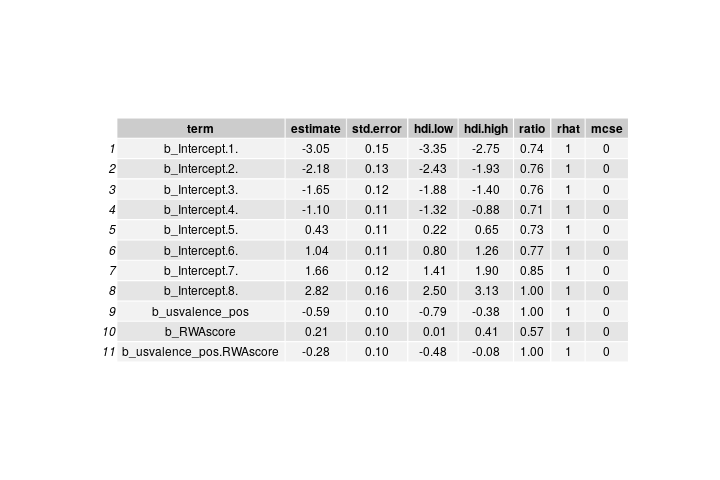 term estimate std.error hdi.low hdi.high ratio rhat mcse
1 b_Intercept.1. -3.05 0.15 -3.35 -2.75 0.74 1 0
2 b_Intercept.2. -2.18 0.13 -2.43 -1.93 0.76 1 0
3 b_Intercept.3. -1.65 0.12 -1.88 -1.40 0.76 1 0
4 b_Intercept.4. -1.10 0.11 -1.32 -0.88 0.71 1 0
5 b_Intercept.5. 0.43 0.11 0.22 0.65 0.73 1 0
6 b_Intercept.6. 1.04 0.11 0.80 1.26 0.77 1 0
7 b_Intercept.7. 1.66 0.12 1.41 1.90 0.85 1 0
8 b_Intercept.8. 2.82 0.16 2.50 3.13 1.00 1 0
9 b_usvalence_pos -0.59 0.10 -0.79 -0.38 1.00 1 0
10 b_RWAscore 0.21 0.10 0.01 0.41 0.57 1 0
11 b_usvalence_pos.RWAscore -0.28 0.10 -0.48 -0.08 1.00 1 0